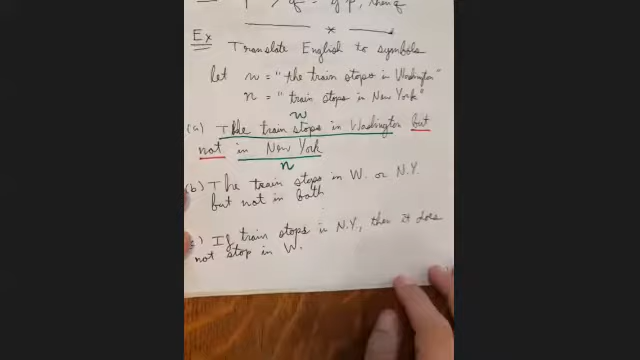 p → q = if p, then q
Ex
Translate English to symbols
let w = "the train stops in Washington"
n = "train stops in New York"
w
(a) The train stops in Washington but
not in New York
n
(b) The train stops in W. or N.Y.
but not in both
(c) If train stops in N.Y., then it does
not stop in W.